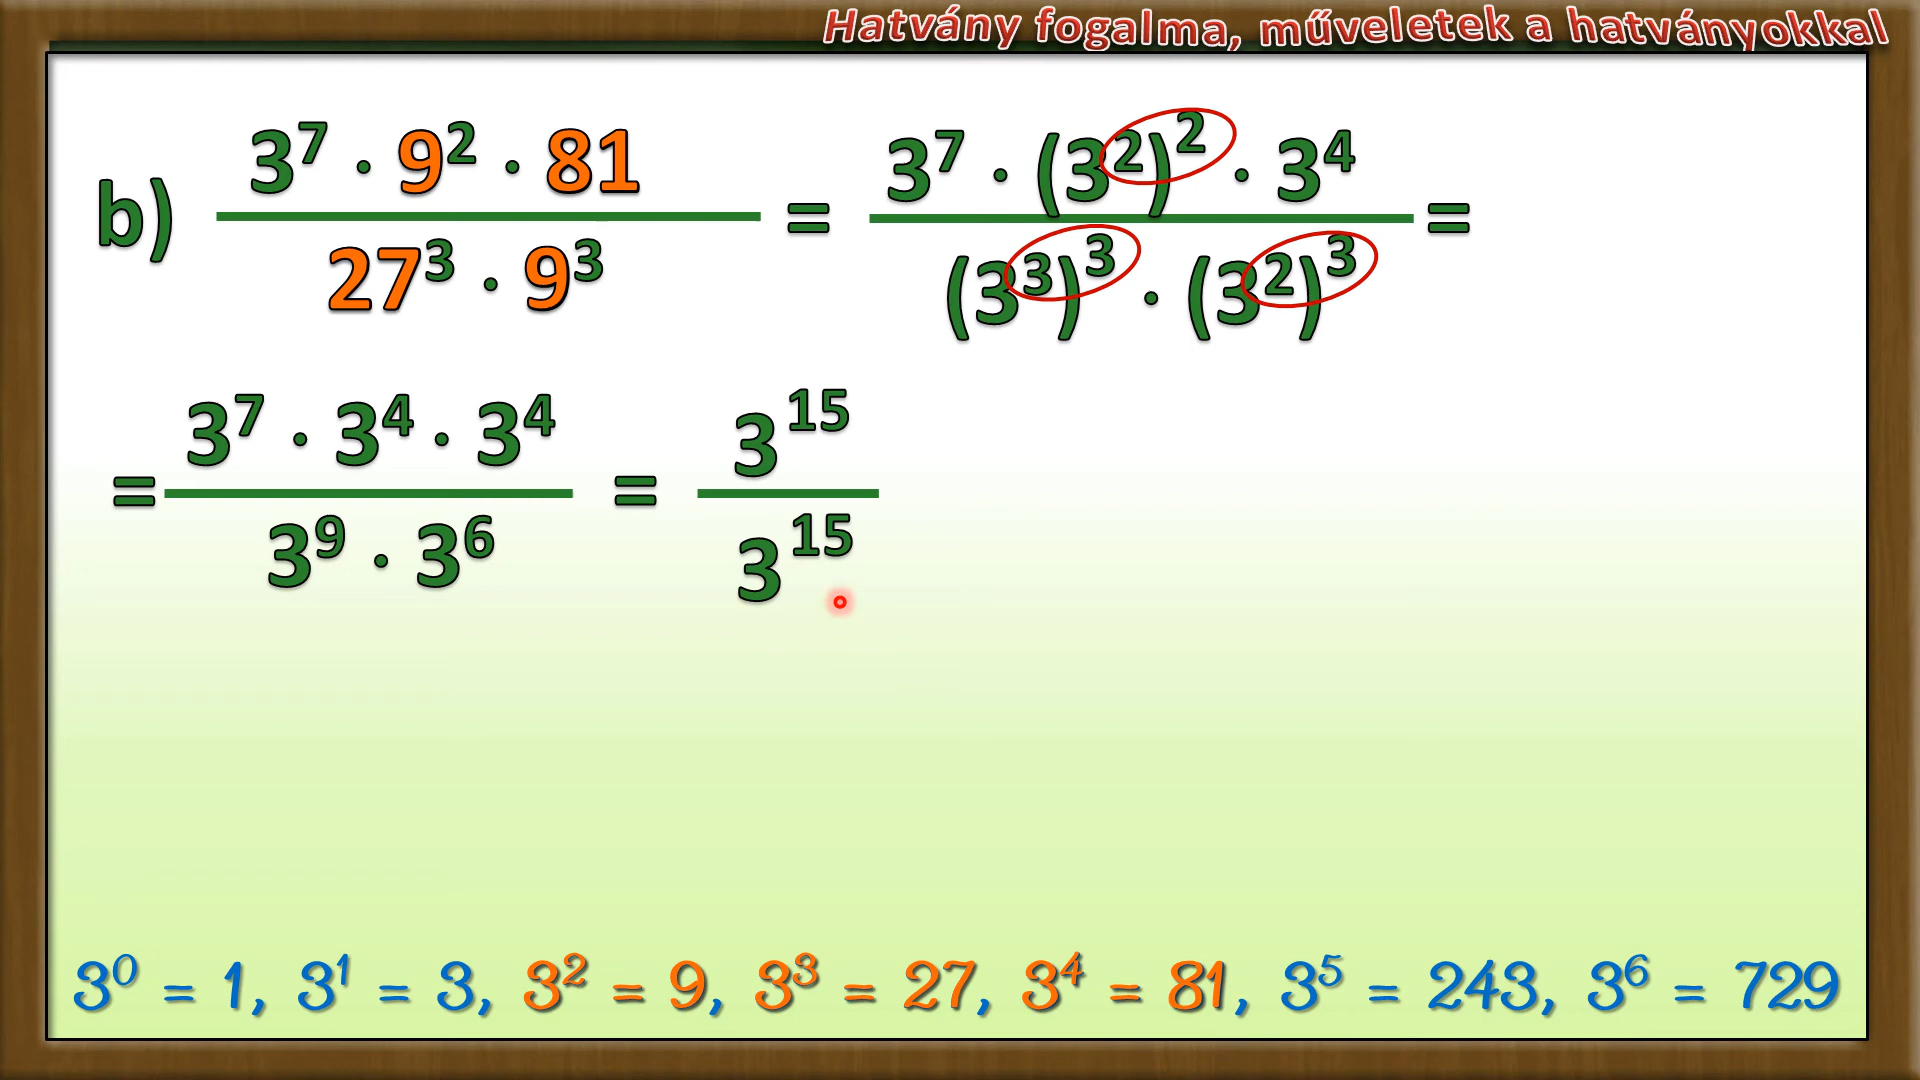 Hatvány fogalma, műveletek a hatványokkal
b) 3⁷ · 9² · 81 / 27³ · 9³ = 3⁷ · (3²)² · 3⁴ / (3³)³ · (3²)³ =
= 3⁷ · 3⁴ · 3⁴ / 3⁹ · 3⁶ = 3¹⁵ / 3¹⁵
3⁰ = 1, 3¹ = 3, 3² = 9, 3³ = 27, 3⁴ = 81, 3⁵ = 243, 3⁶ = 729